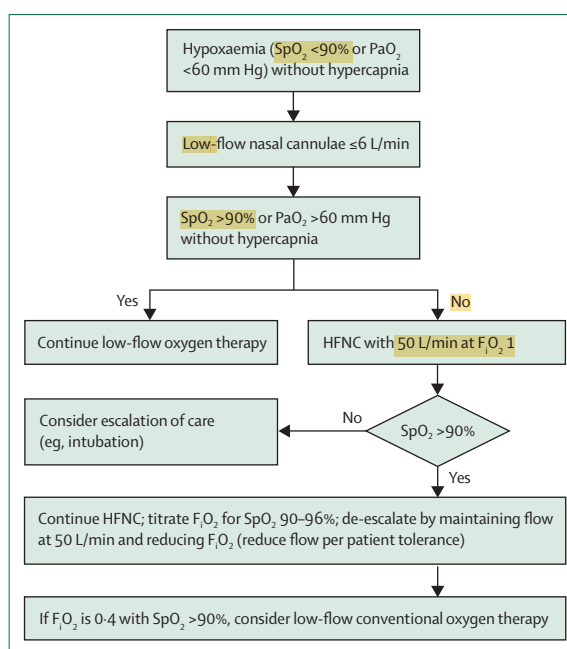 Hypoxaemia (SpO₂ <90% or PaO₂
<60 mm Hg) without hypercapnia
Low-flow nasal cannulae ≤6 L/min
SpO₂ >90% or PaO₂ >60 mm Hg
without hypercapnia
Yes
No
Continue low-flow oxygen therapy
HFNC with 50 L/min at FᵢO₂ 1
Consider escalation of care
(eg, intubation)
No
SpO₂ >90%
Yes
Continue HFNC; titrate FᵢO₂ for SpO₂ 90–96%; de-escalate by maintaining flow
at 50 L/min and reducing FᵢO₂ (reduce flow per patient tolerance)
If FᵢO₂ is 0·4 with SpO₂ >90%, consider low-flow conventional oxygen therapy